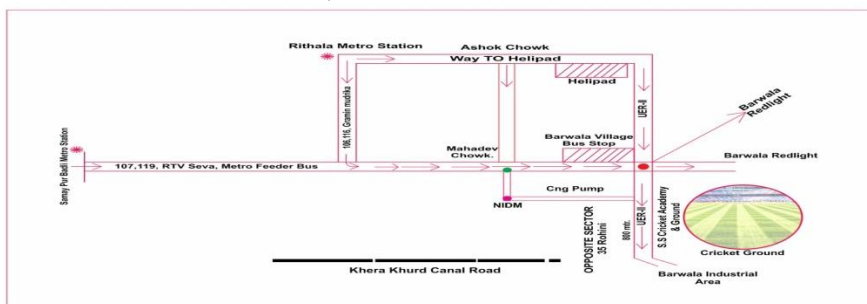 Rithala Metro Station
Ashok Chowk
Way TO Helipad
Helipad
UER-II
106,116, Gramin mudrika
Barwala
Redlight
Samay Pur Badli Metro Station
Mahadev
Chowk.
Barwala Village
Bus Stop
107,119, RTV Seva, Metro Feeder Bus
Barwala Redlight
Cng Pump
NIDM
OPPOSITE SECTOR
35 Rohini
800 mtr.
UER-II
S.S Cricket Academy
& Ground
Cricket Ground
Khera Khurd Canal Road
Barwala Industrial
Area